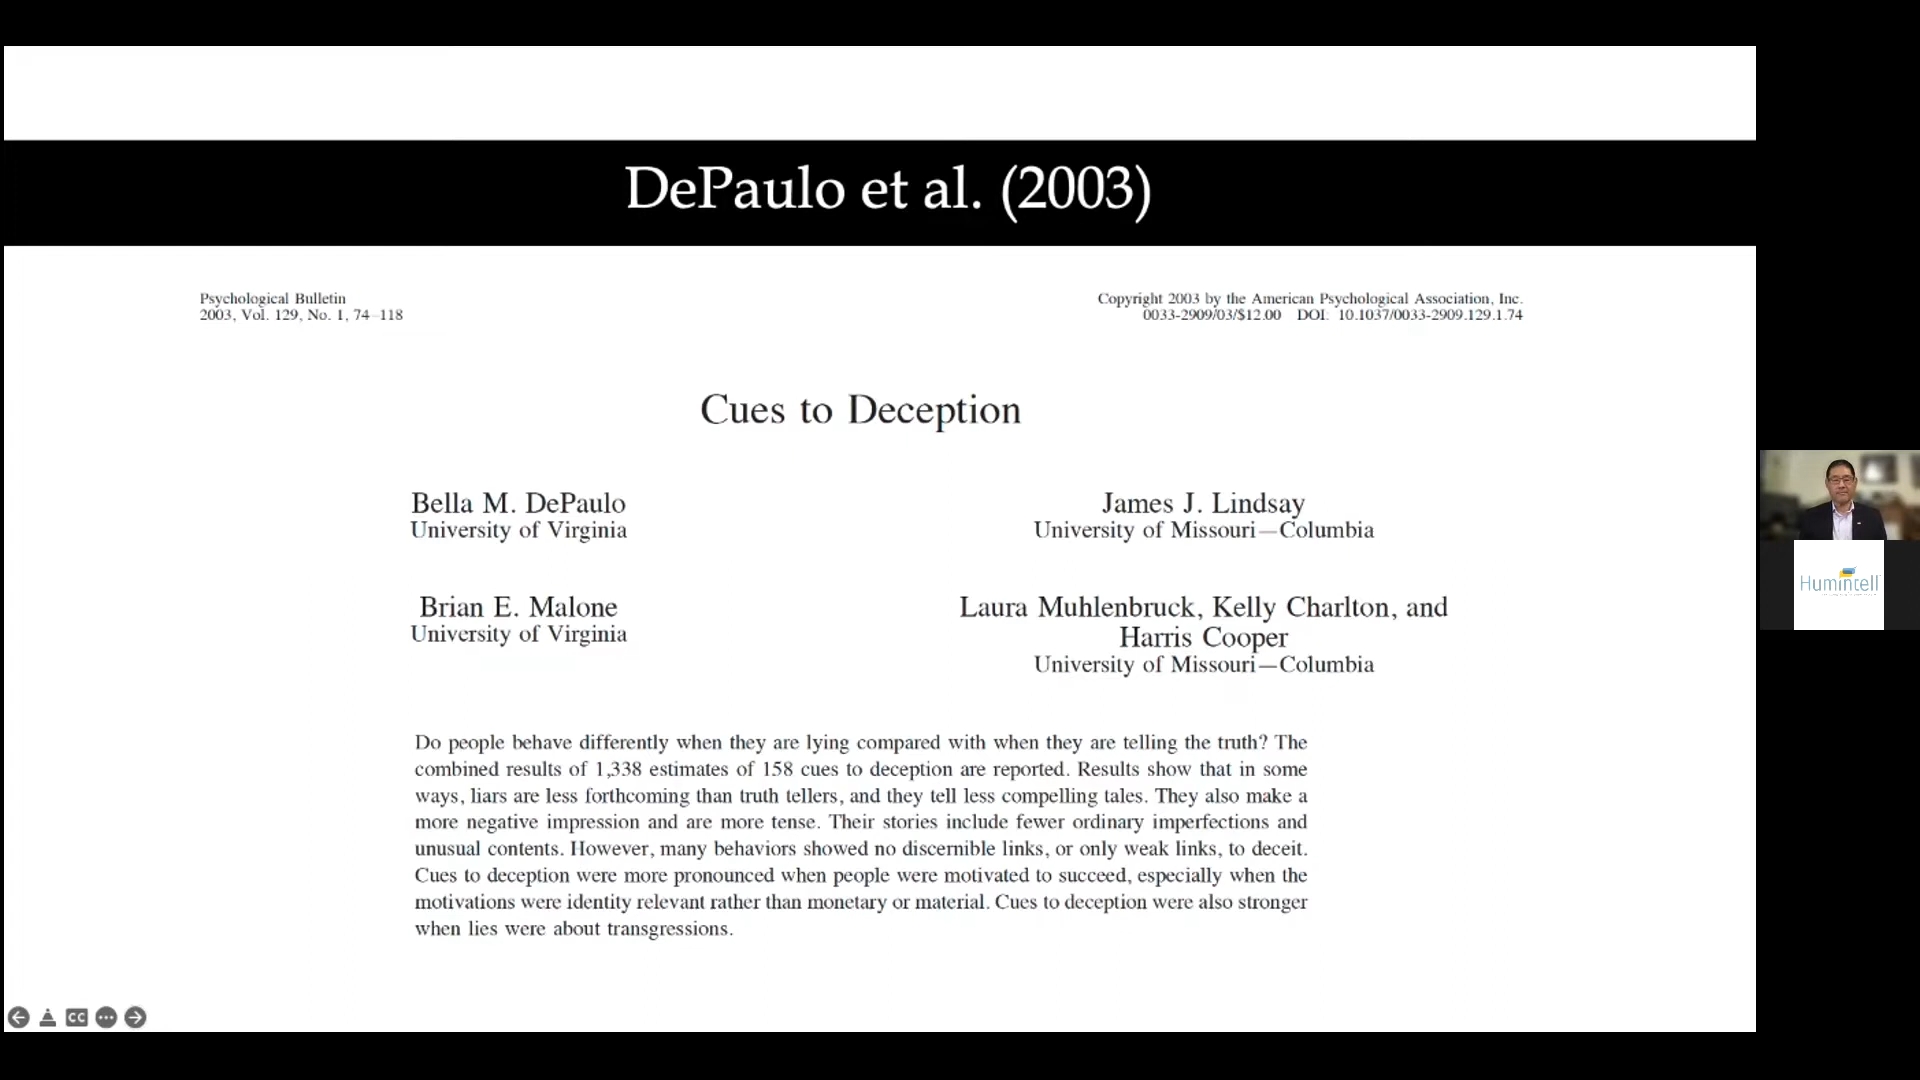 DePaulo et al. (2003)
Psychological Bulletin
2003, Vol. 129, No. 1, 74–118
Copyright 2003 by the American Psychological Association, Inc.
0033-2909/03/$12.00 DOI: 10.1037/0033-2909.129.1.74
Cues to Deception
Bella M. DePaulo
University of Virginia
James J. Lindsay
University of Missouri—Columbia
Brian E. Malone
University of Virginia
Laura Muhlenbruck, Kelly Charlton, and
Harris Cooper
University of Missouri—Columbia
Do people behave differently when they are lying compared with when they are telling the truth? The
combined results of 1,338 estimates of 158 cues to deception are reported. Results show that in some
ways, liars are less forthcoming than truth tellers, and they tell less compelling tales. They also make a
more negative impression and are more tense. Their stories include fewer ordinary imperfections and
unusual contents. However, many behaviors showed no discernible links, or only weak links, to deceit.
Cues to deception were more pronounced when people were motivated to succeed, especially when the
motivations were identity relevant rather than monetary or material. Cues to deception were also stronger
when lies were about transgressions.
Humintell
CC